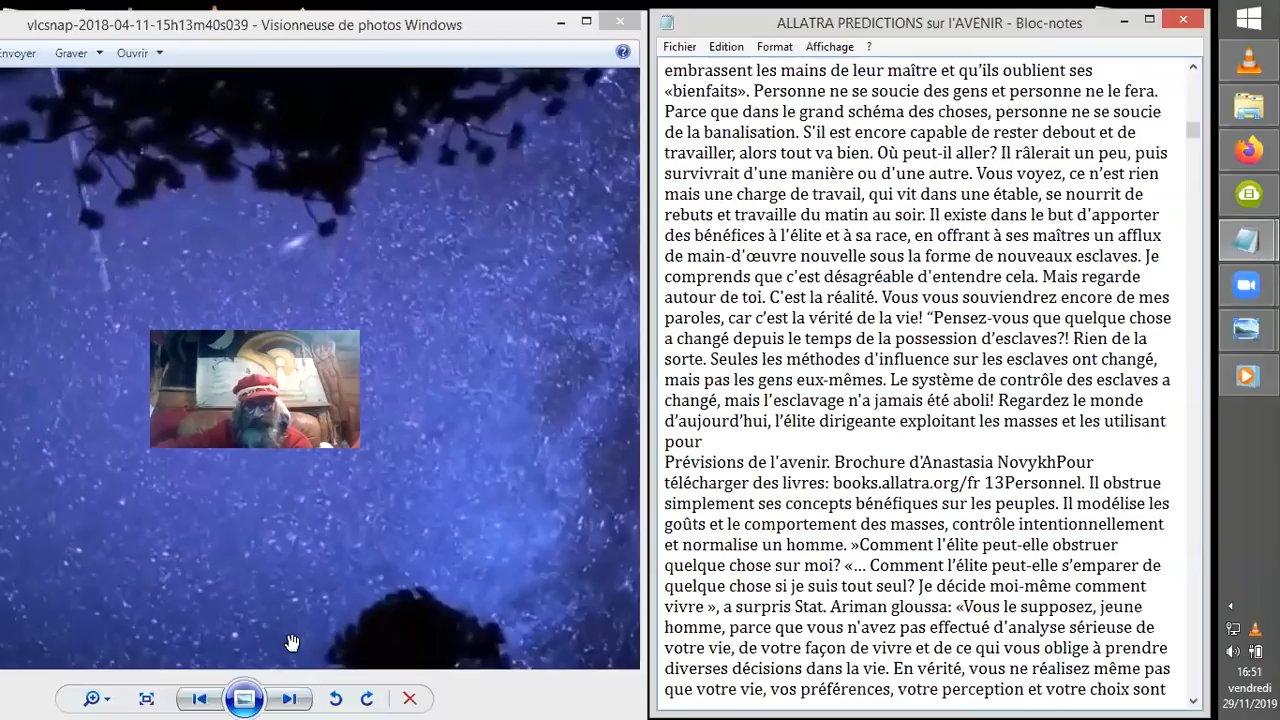 vlcsnap-2018-04-11-15h13m40s039 - Visionneuse de photos Windows
Envoyer Graver Ouvrir
ALLATRA PREDICTIONS sur l'AVENIR - Bloc-notes
Fichier Edition Format Affichage ?
embrassent les mains de leur maître et qu'ils oublient ses
«bienfaits». Personne ne se soucie des gens et personne ne le fera.
Parce que dans le grand schéma des choses, personne ne se soucie
de la banalisation. S'il est encore capable de rester debout et de
travailler, alors tout va bien. Où peut-il aller? Il râlerait un peu, puis
survivrait d'une manière ou d'une autre. Vous voyez, ce n’est rien
mais une charge de travail, qui vit dans une étable, se nourrit de
rebuts et travaille du matin au soir. Il existe dans le but d'apporter
des bénéfices à l'élite et à sa race, en offrant à ses maîtres un afflux
de main-d'œuvre nouvelle sous la forme de nouveaux esclaves. Je
comprends que c'est désagréable d'entendre cela. Mais regarde
autour de toi. C'est la réalité. Vous vous souviendrez encore de mes
paroles, car c’est la vérité de la vie! “Pensez-vous que quelque chose
a changé depuis le temps de la possession d’esclaves?! Rien de la
sorte. Seules les méthodes d'influence sur les esclaves ont changé,
mais pas les gens eux-mêmes. Le système de contrôle des esclaves a
changé, mais l'esclavage n'a jamais été aboli! Regardez le monde
d’aujourd’hui, l’élite dirigeante exploitant les masses et les utilisant
pour
Prévisions de l'avenir. Brochure d'Anastasia NovykhPour
télécharger des livres: books.allatra.org/fr 13Personnel. Il obstrue
simplement ses concepts bénéfiques sur les peuples. Il modélise les
goûts et le comportement des masses, contrôle intentionnellement
et normalise un homme. »Comment l'élite peut-elle obstruer
quelque chose sur moi? «... Comment l’élite peut-elle s’emparer de
quelque chose si je suis tout seul? Je décide moi-même comment
vivre », a surpris Stat. Ariman gloussa: «Vous le supposez, jeune
homme, parce que vous n'avez pas effectué d'analyse sérieuse de
votre vie, de votre façon de vivre et de ce qui vous oblige à prendre
diverses décisions dans la vie. En vérité, vous ne réalisez même pas
que votre vie, vos préférences, votre perception et votre choix sont
16:51
vendredi
29/11/2019